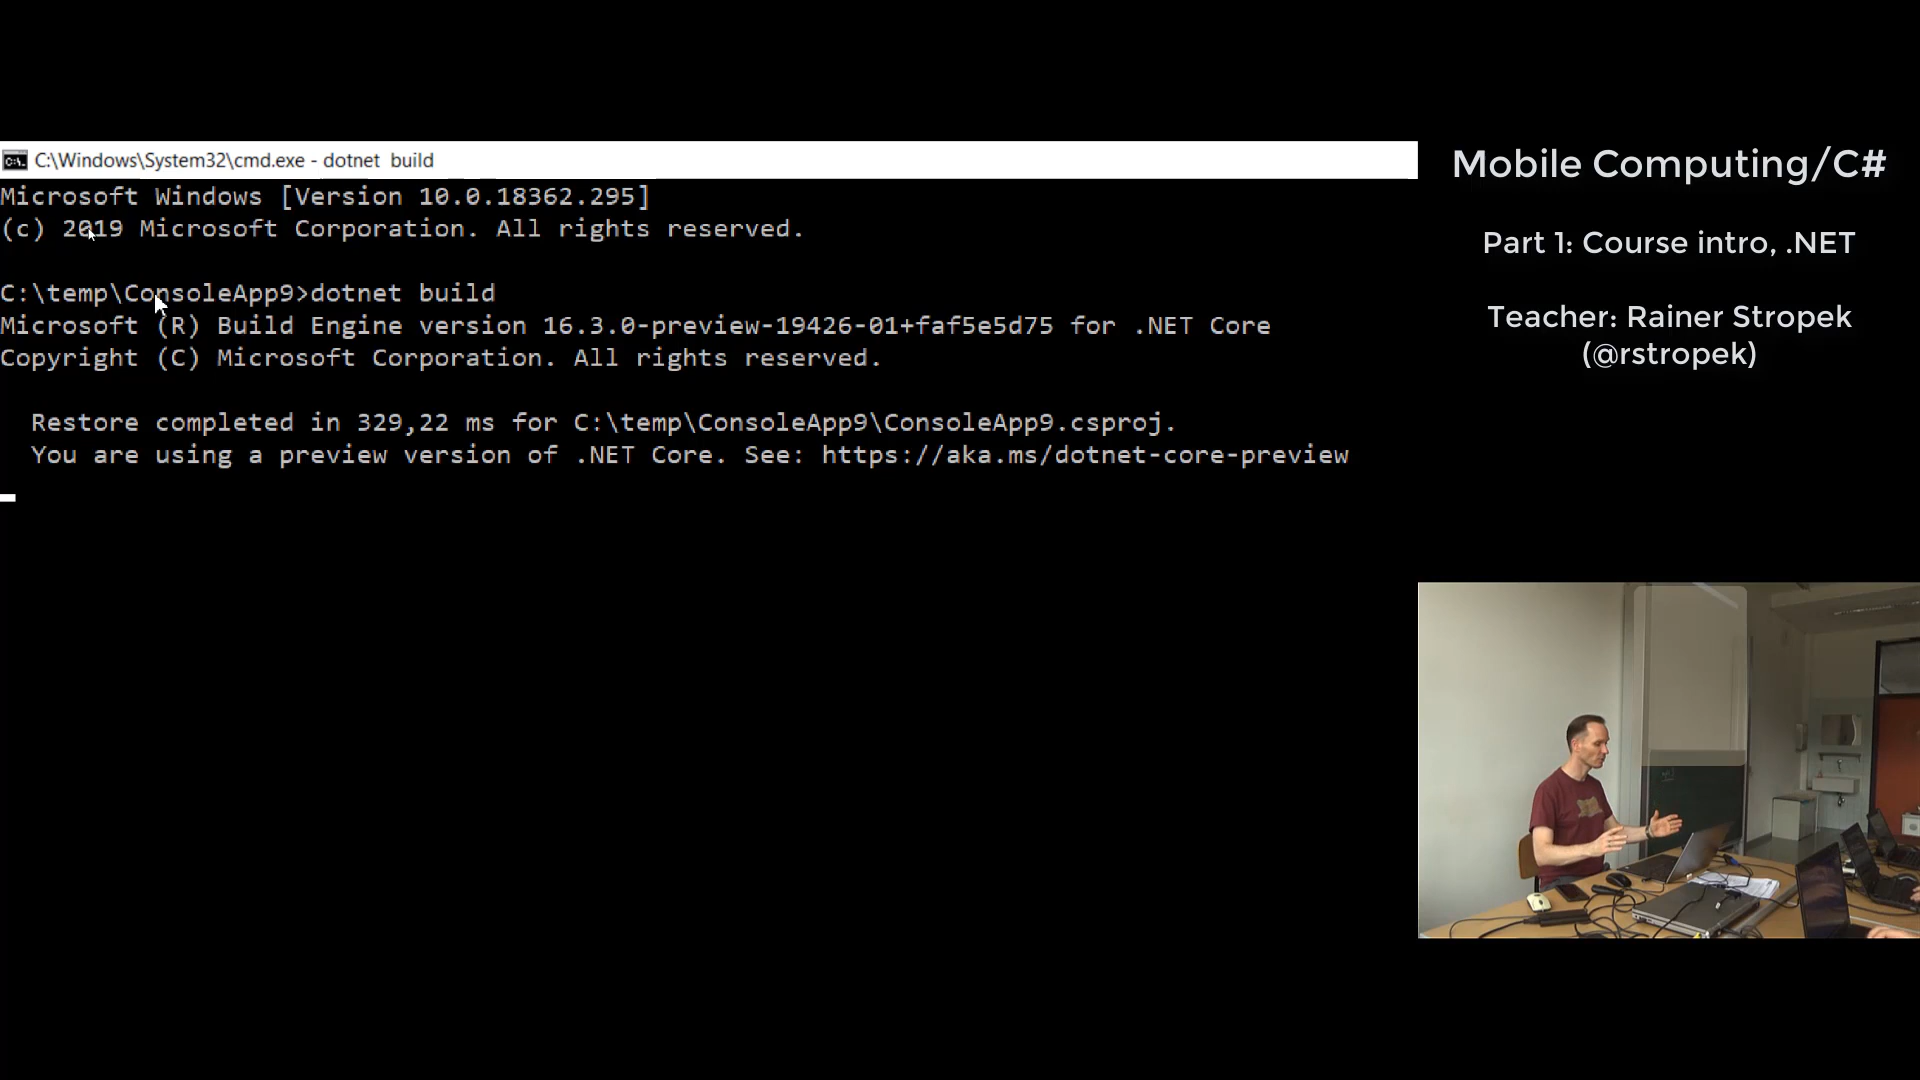 C:\Windows\System32\cmd.exe - dotnet  build
Microsoft Windows [Version 10.0.18362.295]
(c) 2019 Microsoft Corporation. All rights reserved.
C:\temp\ConsoleApp9>dotnet build
Microsoft (R) Build Engine version 16.3.0-preview-19426-01+faf5e5d75 for .NET Core
Copyright (C) Microsoft Corporation. All rights reserved.
Restore completed in 329,22 ms for C:\temp\ConsoleApp9\ConsoleApp9.csproj.
You are using a preview version of .NET Core. See: https://aka.ms/dotnet-core-preview
Mobile Computing/C#
Part 1: Course intro, .NET
Teacher: Rainer Stropek
(@rstropek)